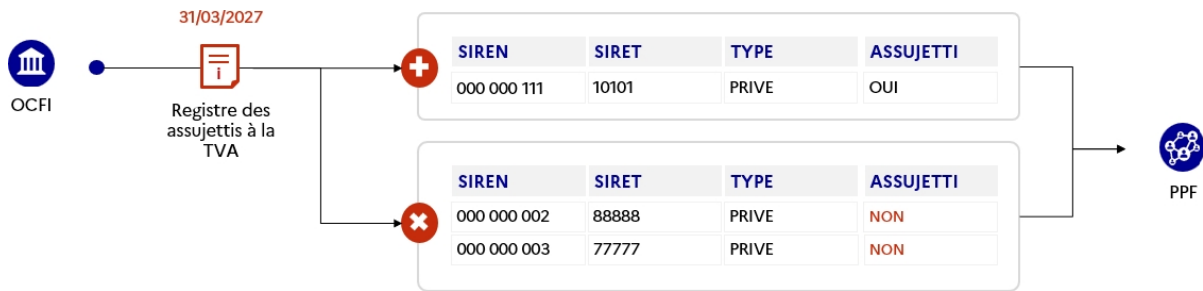 31/03/2027
OCFI
Registre des
assujettis à la
TVA
SIREN SIRET TYPE ASSUJETTI
000 000 111 10101 PRIVE OUI
SIREN SIRET TYPE ASSUJETTI
000 000 002 88888 PRIVE NON
000 000 003 77777 PRIVE NON
PPF